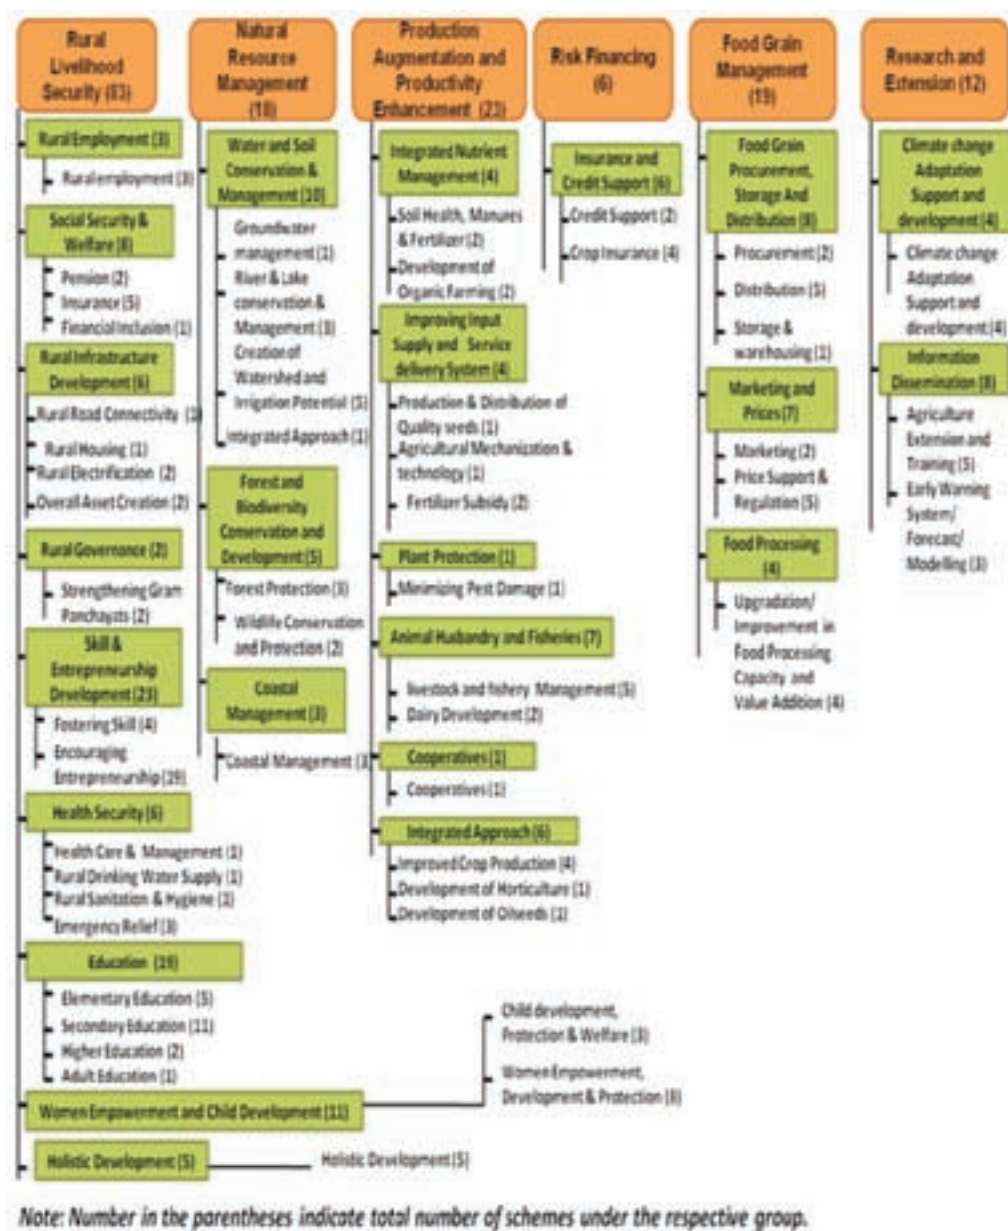 Rural
Livelihood
Security (83)
Rural Employment (3)
Rural employment (3)
Social Security &
Welfare (8)
Pension (2)
Insurance (5)
Financial Inclusion (1)
Rural Infrastructure
Development (6)
Rural Road Connectivity (1)
Rural Housing (1)
Rural Electrification (2)
Overall Asset Creation (2)
Rural Governance (2)
Strengthening Gram
Panchayats (2)
Skill &
Entrepreneurship
Development (23)
Fostering Skill (4)
Encouraging
Entrepreneurship (19)
Health Security (6)
Health Care & Management (1)
Rural Drinking Water Supply (1)
Rural Sanitation & Hygiene (1)
Emergency Relief (3)
Education (19)
Elementary Education (5)
Secondary Education (11)
Higher Education (2)
Adult Education (1)
Women Empowerment and Child Development (11)
Child development,
Protection & Welfare (3)
Women Empowerment,
Development & Protection (8)
Holistic Development (5)
Holistic Development (5)
Natural
Resource
Management (18)
Water and Soil
Conservation &
Management (10)
Groundwater
management (1)
River & Lake
conservation &
Management (3)
Creation of
Watershed and
Irrigation Potential (5)
Integrated Approach (1)
Forest and
Biodiversity
Conservation and
Development (5)
Forest Protection (3)
Wildlife Conservation
and Protection (2)
Coastal
Management (3)
Coastal Management (3
Production
Augmentation and
Productivity
Enhancement (23)
Integrated Nutrient
Management (4)
Soil Health, Manures
& Fertilizer (2)
Development of
Organic Farming (2)
Improving Input
Supply and Service
delivery System (4)
Production & Distribution of
Quality seeds (1)
Agricultural Mechanization &
technology (1)
Fertilizer Subsidy (2)
Plant Protection (1)
Minimizing Pest Damage (1)
Animal Husbandry and Fisheries (7)
livestock and fishery Management (5)
Dairy Development (2)
Cooperatives (1)
Cooperatives (1)
Integrated Approach (6)
Improved Crop Production (4)
Development of Horticulture (1)
Development of Oilseeds (1)
Risk Financing
(6)
Insurance and
Credit Support (6)
Credit Support (2)
Crop Insurance (4)
Food Grain
Management
(19)
Food Grain
Procurement,
Storage And
Distribution (8)
Procurement (2)
Distribution (5)
Storage &
warehousing (1)
Marketing and
Prices (7)
Marketing (2)
Price Support &
Regulation (5)
Food Processing
(4)
Upgradation/
Improvement in
Food Processing
Capacity and
Value Addition (4)
Research and
Extension (12)
Climate change
Adaptation
Support and
development (4)
Climate change
Adaptation
Support and
development (4)
Information
Dissemination (8)
Agriculture
Extension and
Training (5)
Early Warning
System/
Forecast/
Modelling (3)
Note: Number in the parentheses indicate total number of schemes under the respective group.